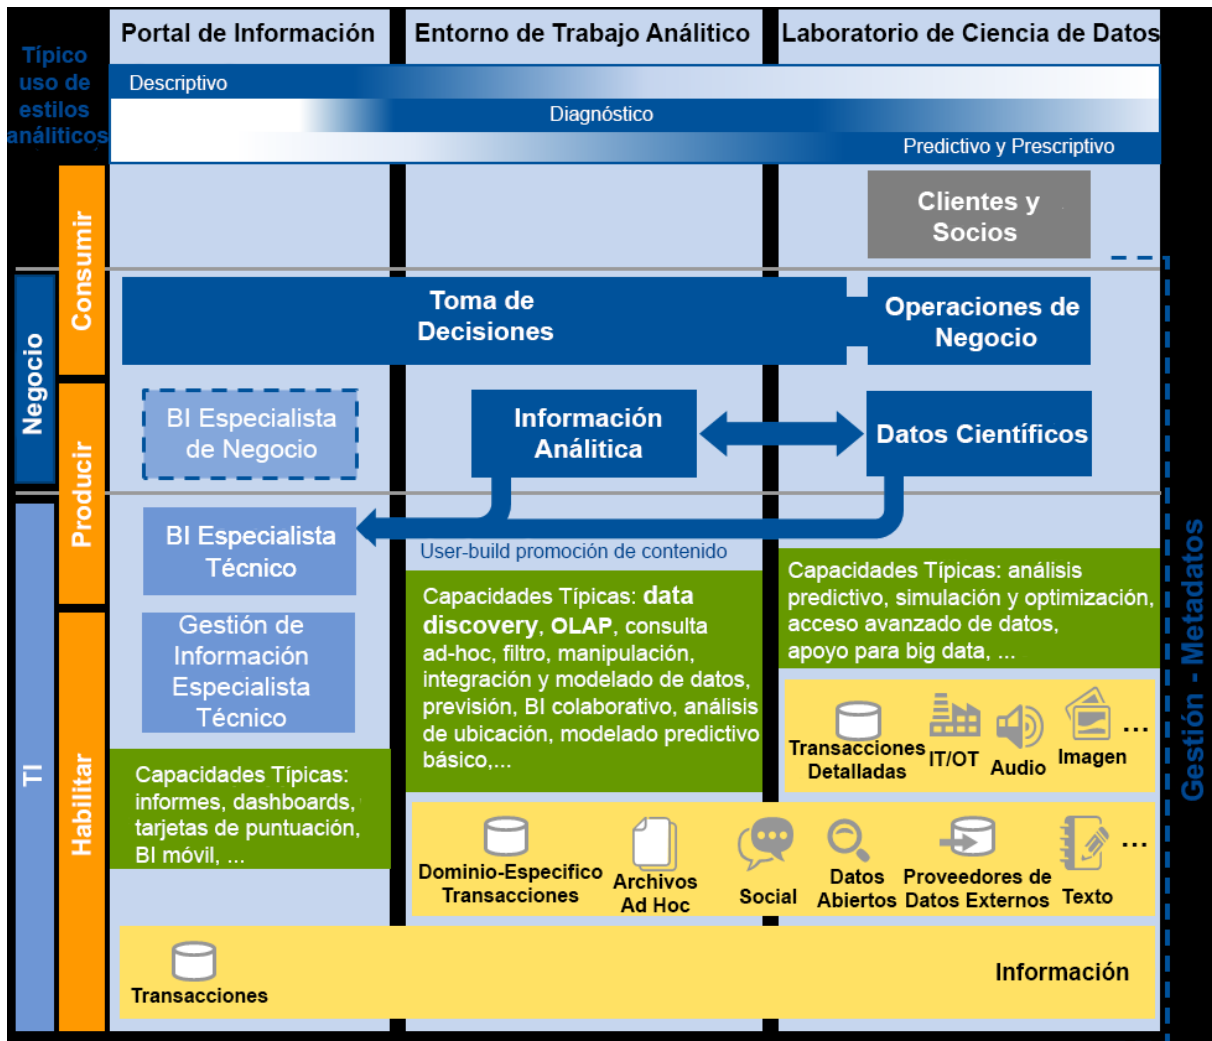 Portal de Información
Entorno de Trabajo Análitico
Laboratorio de Ciencia de Datos
Típico
uso de
estilos
análiticos
Descriptivo
Diagnóstico
Predictivo y Prescriptivo
Consumir
Clientes y
Socios
Negocio
Toma de
Decisiones
Operaciones de
Negocio
Producir
BI Especialista
de Negocio
Información
Análitica
Datos Científicos
BI Especialista
Técnico
User-build promoción de contenido
TI
Habilitar
Gestión de
Información
Especialista
Técnico
Capacidades Típicas:
informes, dashboards,
tarjetas de puntuación,
BI móvil, ...
Capacidades Típicas: data
discovery, OLAP, consulta
ad-hoc, filtro, manipulación,
integración y modelado de datos,
previsión, BI colaborativo, análisis
de ubicación, modelado predictivo
básico,...
Capacidades Típicas: análisis
predictivo, simulación y optimización,
acceso avanzado de datos,
apoyo para big data, ...
Transacciones
Detalladas
IT/OT
Audio
Imagen
...
Dominio-Especifico
Transacciones
Archivos
Ad Hoc
Social
Datos
Abiertos
Proveedores de
Datos Externos
Texto
...
Transacciones
Información
Gestión - Metadatos